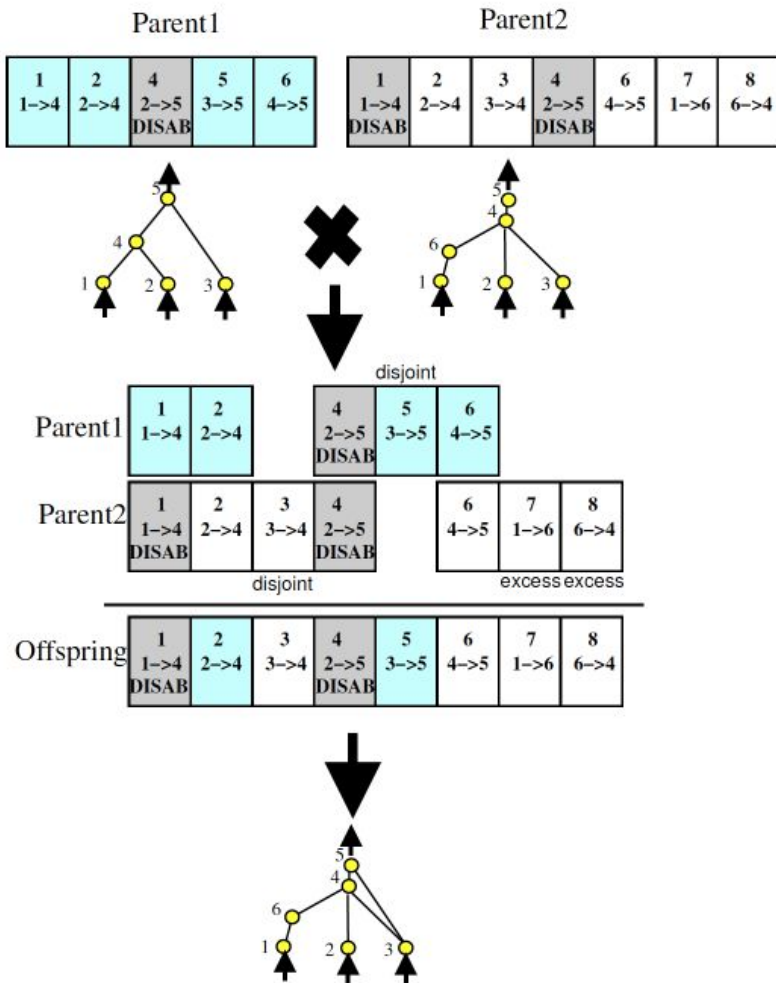 Parent1
Parent2
1 2 4 5 6
1->4 2->4 2->5 3->5 4->5
DISAB
1 2 3 4 6 7 8
1->4 2->4 3->4 2->5 4->5 1->6 6->4
DISAB DISAB
5
4
1 2 3
5
4
6
1 2 3
disjoint
Parent1
1 2 4 5 6
1->4 2->4 2->5 3->5 4->5
DISAB
Parent2
1 2 3 4 6 7 8
1->4 2->4 3->4 2->5 4->5 1->6 6->4
DISAB DISAB
disjoint excess excess
Offspring
1 2 3 4 5 6 7 8
1->4 2->4 3->4 2->5 3->5 4->5 1->6 6->4
DISAB DISAB
5
4
6
1 2 3